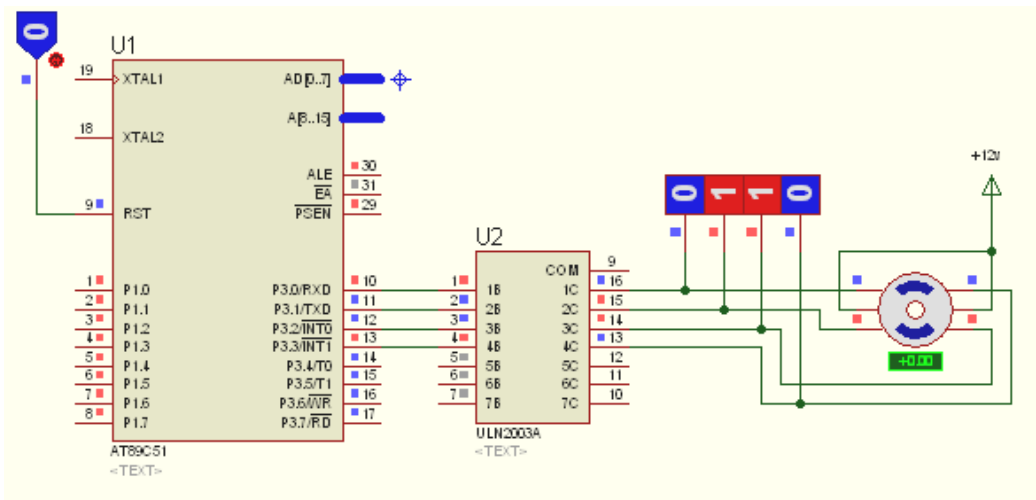 0
U1
19 XTAL1 AD[0..7]
A[8..15]
18 XTAL2
ALE 30
EA 31
9 RST PSEN 29
1 P1.0 P3.0/RXD 10
2 P1.1 P3.1/TXD 11
3 P1.2 P3.2/INT0 12
4 P1.3 P3.3/INT1 13
5 P1.4 P3.4/T0 14
6 P1.5 P3.5/T1 15
7 P1.6 P3.6/WR 16
8 P1.7 P3.7/RD 17
AT89C51
<TEXT>
U2
COM 9
1 1B 1C 16
2 2B 2C 15
3 3B 3C 14
4 4B 4C 13
5 5B 5C 12
6 6B 6C 11
7 7B 7C 10
ULN2003A
<TEXT>
0 1 1 0
+12v
+0.00